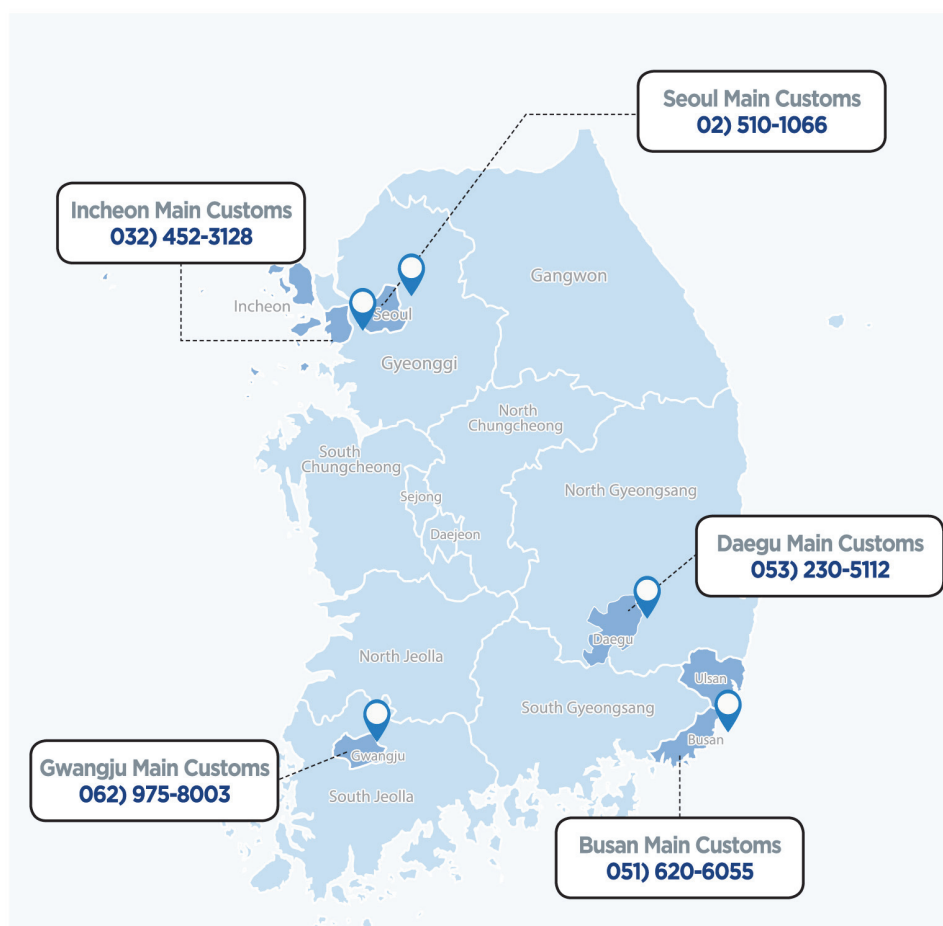 Seoul Main Customs
02) 510-1066
Incheon Main Customs
032) 452-3128
Gangwon
Incheon
Seoul
Gyeonggi
North
Chungcheong
South
Chungcheong
Sejong
North Gyeongsang
Daejeon
Daegu Main Customs
053) 230-5112
Daegu
North Jeolla
Ulsan
South Gyeongsang
Busan
Gwangju
Gwangju Main Customs
062) 975-8003
South Jeolla
Busan Main Customs
051) 620-6055